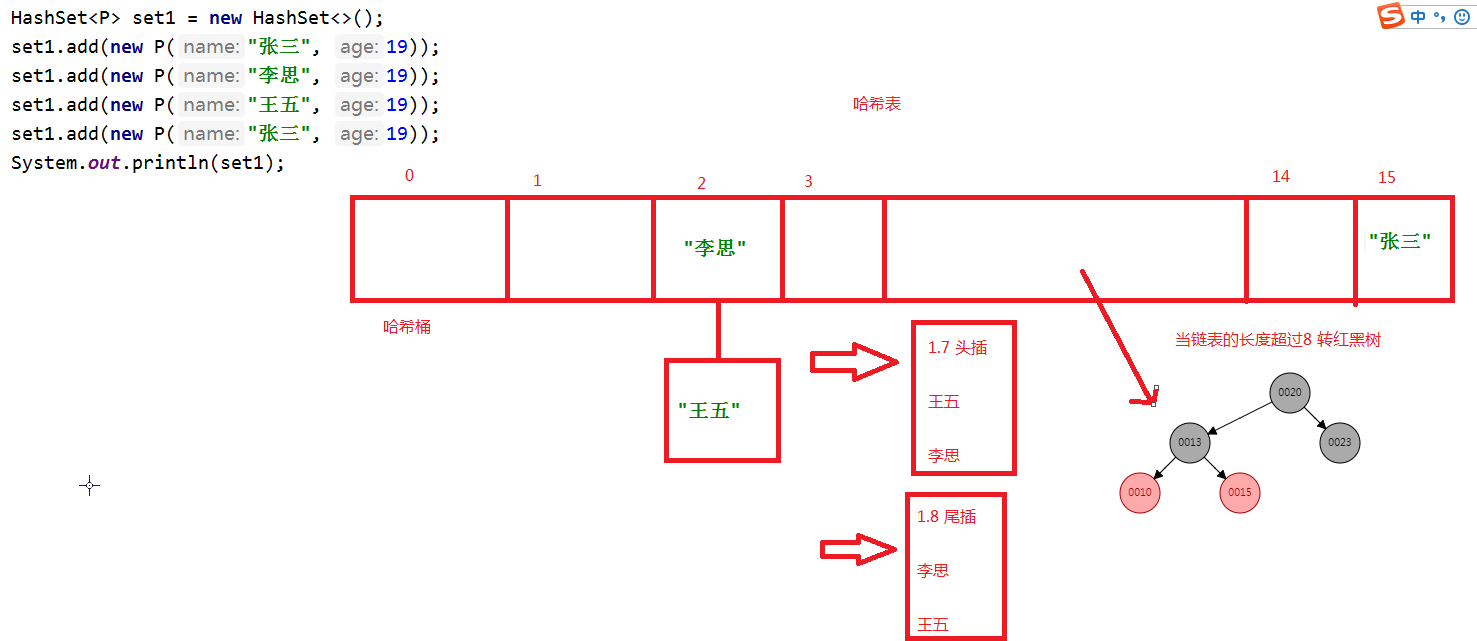 HashSet<P> set1 = new HashSet<>();
set1.add(new P( name: "张三", age: 19));
set1.add(new P( name: "李思", age: 19));
set1.add(new P( name: "王五", age: 19));
set1.add(new P( name: "张三", age: 19));
System.out.println(set1);
中
哈希表
0
1
2
3
14
15
"李思"
"张三"
哈希桶
"王五"
1.7 头插
王五
李思
1.8 尾插
李思
王五
当链表的长度超过8 转红黑树
0020
0013
0023
0010
0015